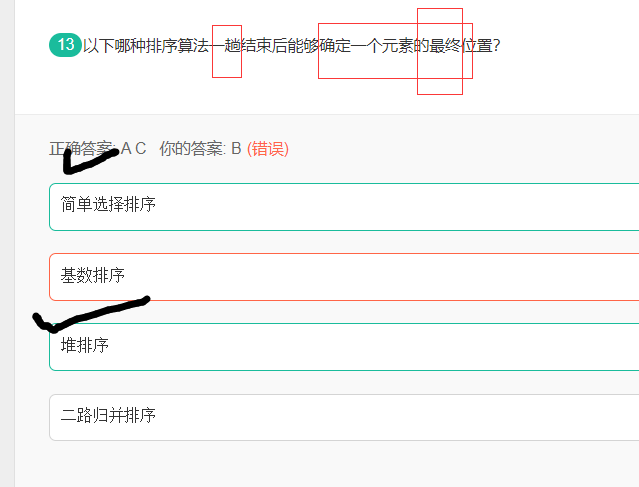 13 以下哪种排序算法一趟结束后能够确定一个元素的最终位置?
正确答案: A C 你的答案: B (错误)
简单选择排序
基数排序
堆排序
二路归并排序